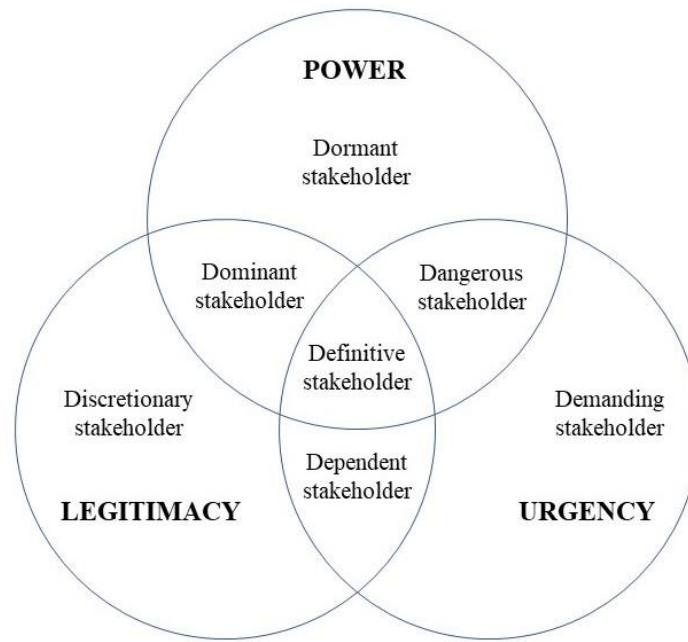 POWER
Dormant
stakeholder
Dominant
stakeholder
Dangerous
stakeholder
Definitive
stakeholder
Discretionary
stakeholder
Demanding
stakeholder
Dependent
stakeholder
LEGITIMACY
URGENCY